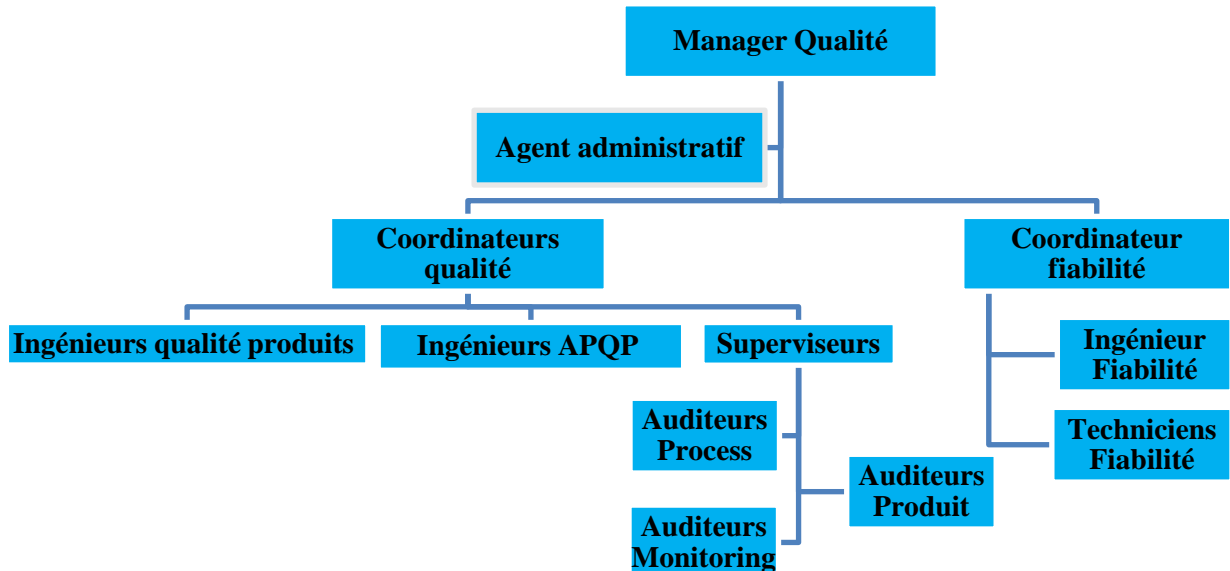 Manager Qualité
Agent administratif
Coordinateurs
qualité
Coordinateur
fiabilité
Ingénieurs qualité produits
Ingénieurs APQP
Superviseurs
Ingénieur
Fiabilité
Auditeurs
Process
Techniciens
Fiabilité
Auditeurs
Produit
Auditeurs
Monitoring